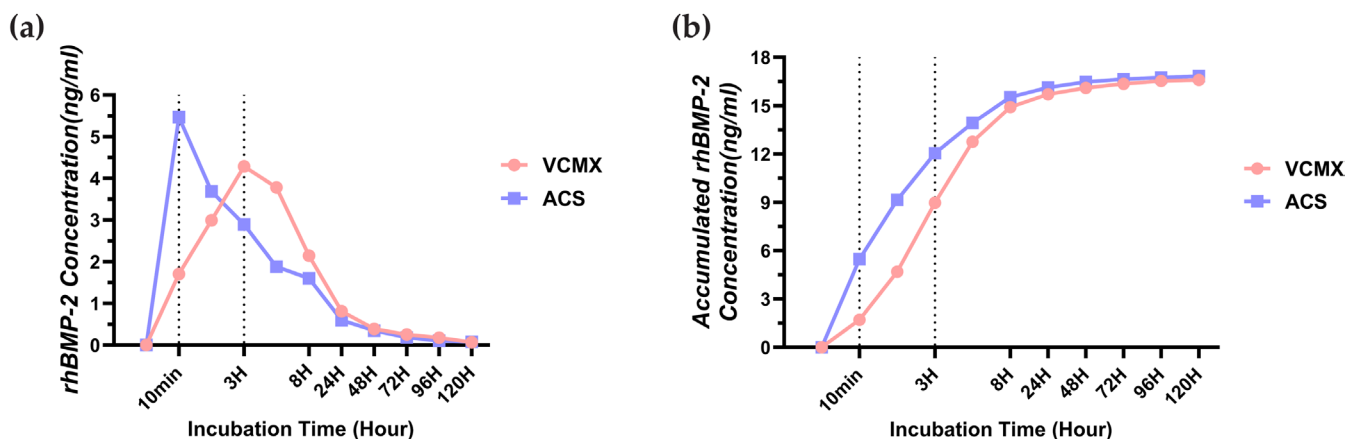 (a)
rhBMP-2 Concentration(ng/ml)
6
5
4
3
2
1
0
10min
3H
8H
24H
48H
72H
96H
120H
Incubation Time (Hour)
VCMX
ACS
(b)
Accumulated rhBMP-2
Concentration(ng/ml)
18
15
12
9
6
3
0
10min
3H
8H
24H
48H
72H
96H
120H
Incubation Time (Hour)
VCMX
ACS